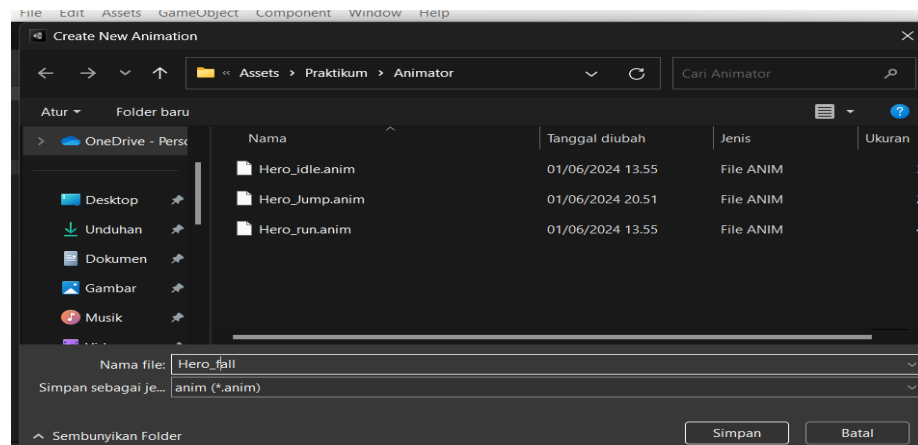 File Edit Assets GameObject Component Window Help
Create New Animation
« Assets > Praktikum > Animator
Cari Animator
Atur Folder baru
OneDrive - Perso
Nama Tanggal diubah Jenis Ukuran
Hero_idle.anim 01/06/2024 13.55 File ANIM
Desktop Hero_Jump.anim 01/06/2024 20.51 File ANIM
Unduhan Hero_run.anim 01/06/2024 13.55 File ANIM
Dokumen
Gambar
Musik
Nama file: Hero_fall
Simpan sebagai je... anim (*.anim)
Sembunyikan Folder Simpan Batal